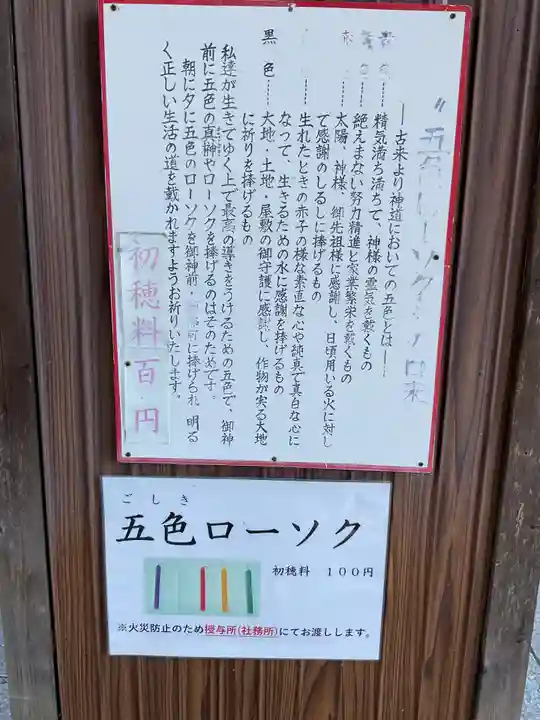 〃五色ローソク〃
――古来より神道においての五色とは――
精気満ち満ちて、神様の霊気を戴くもの
絶えまない努力精進と家業繁栄を戴くもの
太陽、神様、御先祖様に感謝し、日頃用いる火に対し
て感謝のしるしに捧げるもの
生れたときの赤子の様な素直な心や純真で真白な心に
なって、生きるための水に感謝を捧げるもの
黒色……大地・土地・屋敷の御守護に感謝し、作物が実る大地
に祈りを捧げるもの
私達が生きてゆく上で最高の導きをうけるための五色で、御神
前に五色の真榊やローソクを捧げるのはそのためです。
朝に夕に五色のローソクを御神前・所に捧げられ、明る
く正しい生活の道を戴かれますようお祈りいたします。
初穂料百円
ごしき
五色ローソク
初穂料 100円
※火災防止のため授与所(社務所)にてお渡しします。